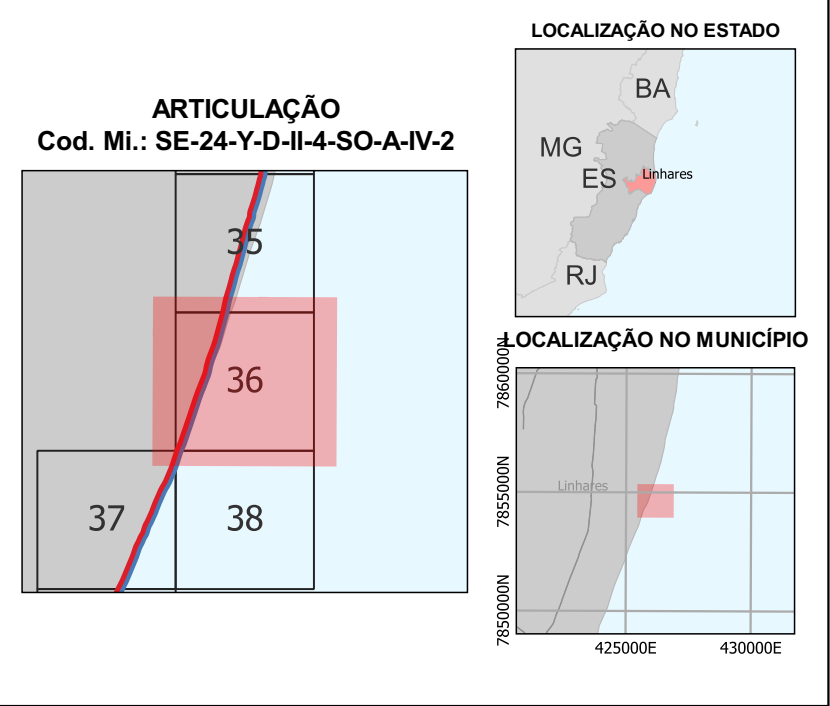 ARTICULAÇÃO
Cod. Mi.: SE-24-Y-D-II-4-SO-A-IV-2
35
36
37
38
LOCALIZAÇÃO NO ESTADO
BA
MG
Linhares
ES
RJ
LOCALIZAÇÃO NO MUNICÍPIO
7860000N
Linhares
7855000N
7850000N
425000E
430000E